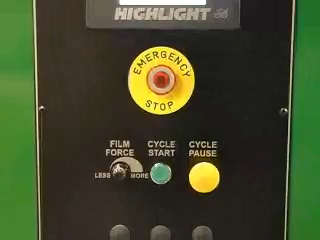 HIGHLIGHT
EMERGENCY
STOP
FILM
FORCE
CYCLE
START
CYCLE
PAUSE
LESS
MORE